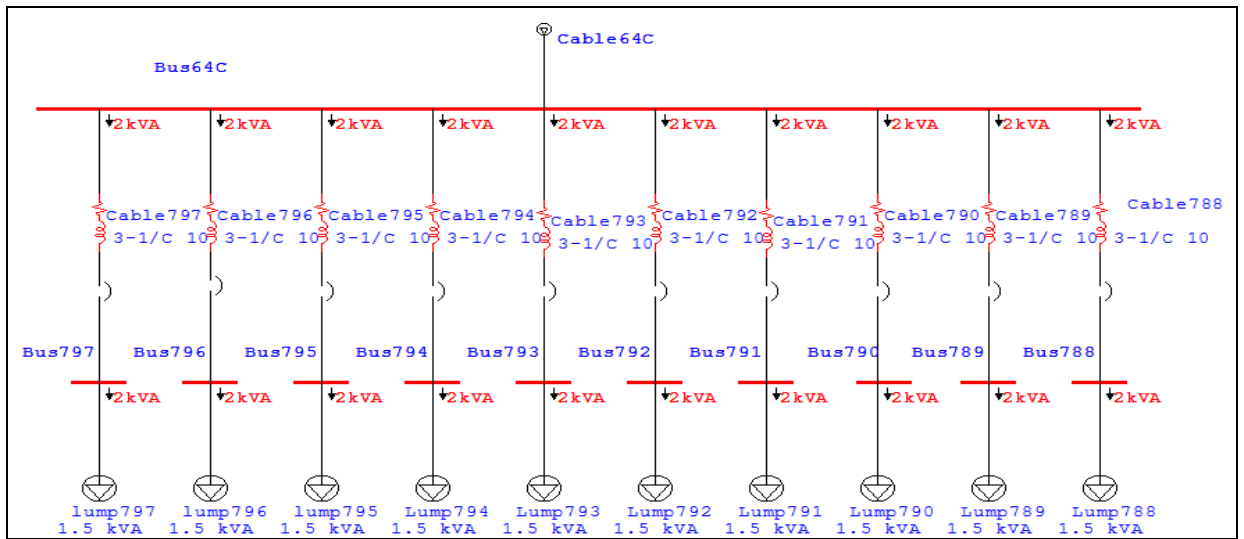 Cable64C
Bus64C
2kVA 2kVA 2kVA 2kVA 2kVA 2kVA 2kVA 2kVA 2kVA 2kVA
Cable797 Cable796 Cable795 Cable794 Cable793 Cable792 Cable791 Cable790 Cable789 Cable788
3-1/C 10 3-1/C 10 3-1/C 10 3-1/C 10 3-1/C 10 3-1/C 10 3-1/C 10 3-1/C 10 3-1/C 10 3-1/C 10
Bus797 Bus796 Bus795 Bus794 Bus793 Bus792 Bus791 Bus790 Bus789 Bus788
2kVA 2kVA 2kVA 2kVA 2kVA 2kVA 2kVA 2kVA 2kVA 2kVA
lump797 lump796 lump795 Lump794 Lump793 Lump792 Lump791 Lump790 Lump789 Lump788
1.5 kVA 1.5 kVA 1.5 kVA 1.5 kVA 1.5 kVA 1.5 kVA 1.5 kVA 1.5 kVA 1.5 kVA 1.5 kVA